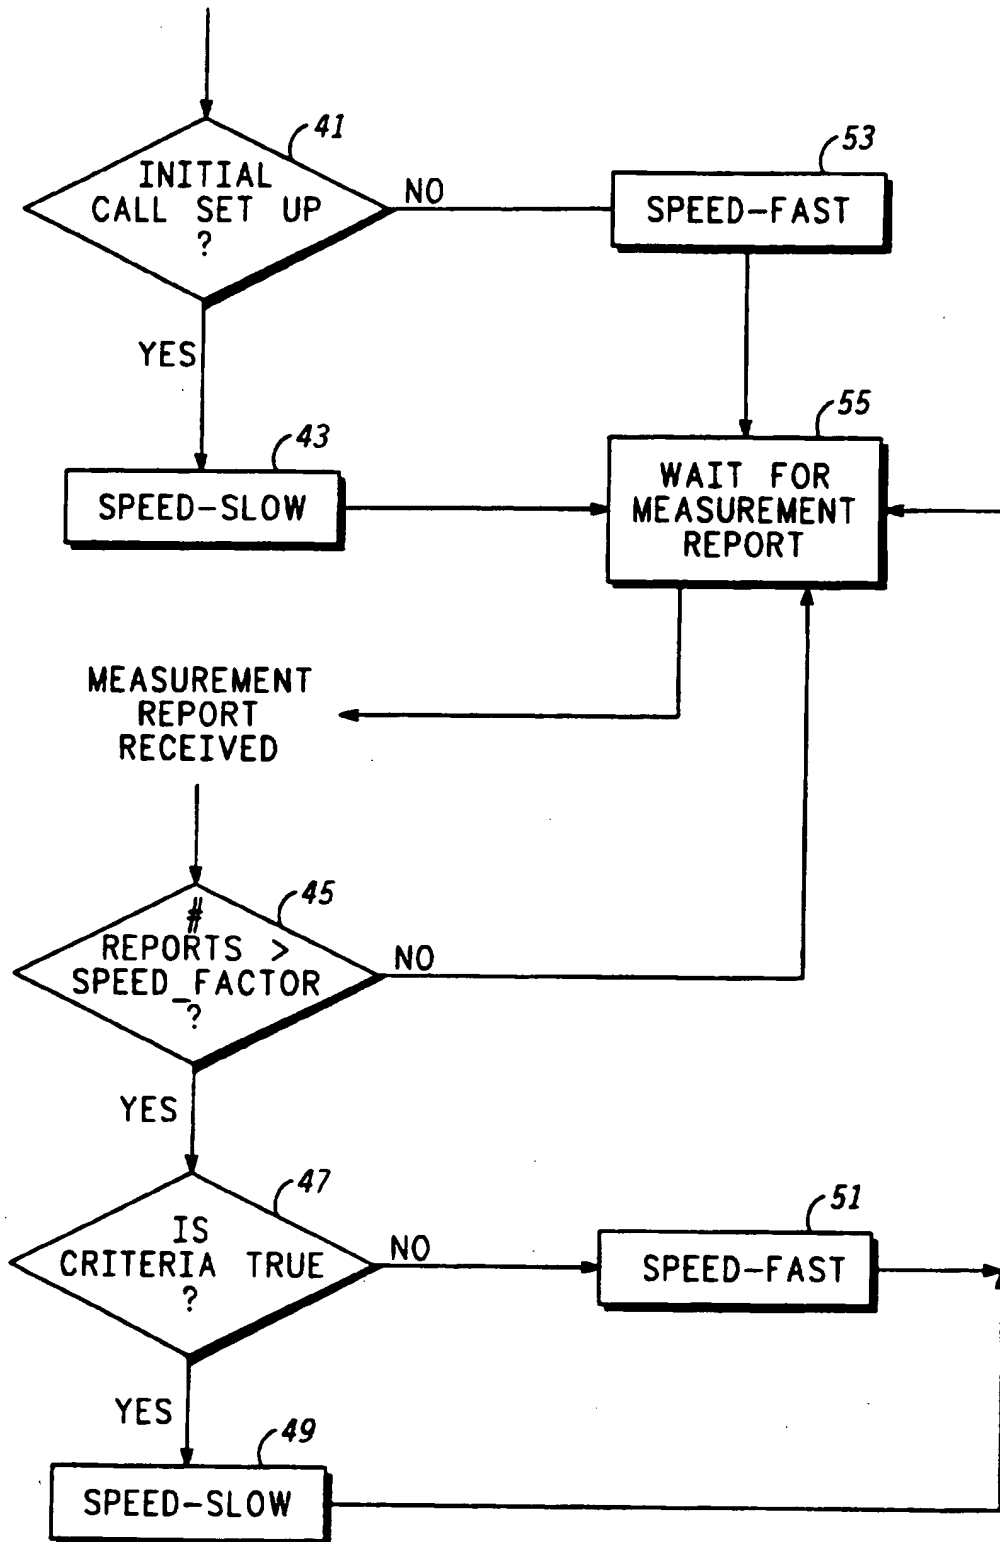 41
INITIAL
CALL SET UP
?
NO
53
SPEED-FAST
YES
43
SPEED-SLOW
55
WAIT FOR
MEASUREMENT
REPORT
MEASUREMENT
REPORT
RECEIVED
45
#
REPORTS >
SPEED_FACTOR
?
NO
YES
47
IS
CRITERIA TRUE
?
NO
51
SPEED-FAST
YES
49
SPEED-SLOW